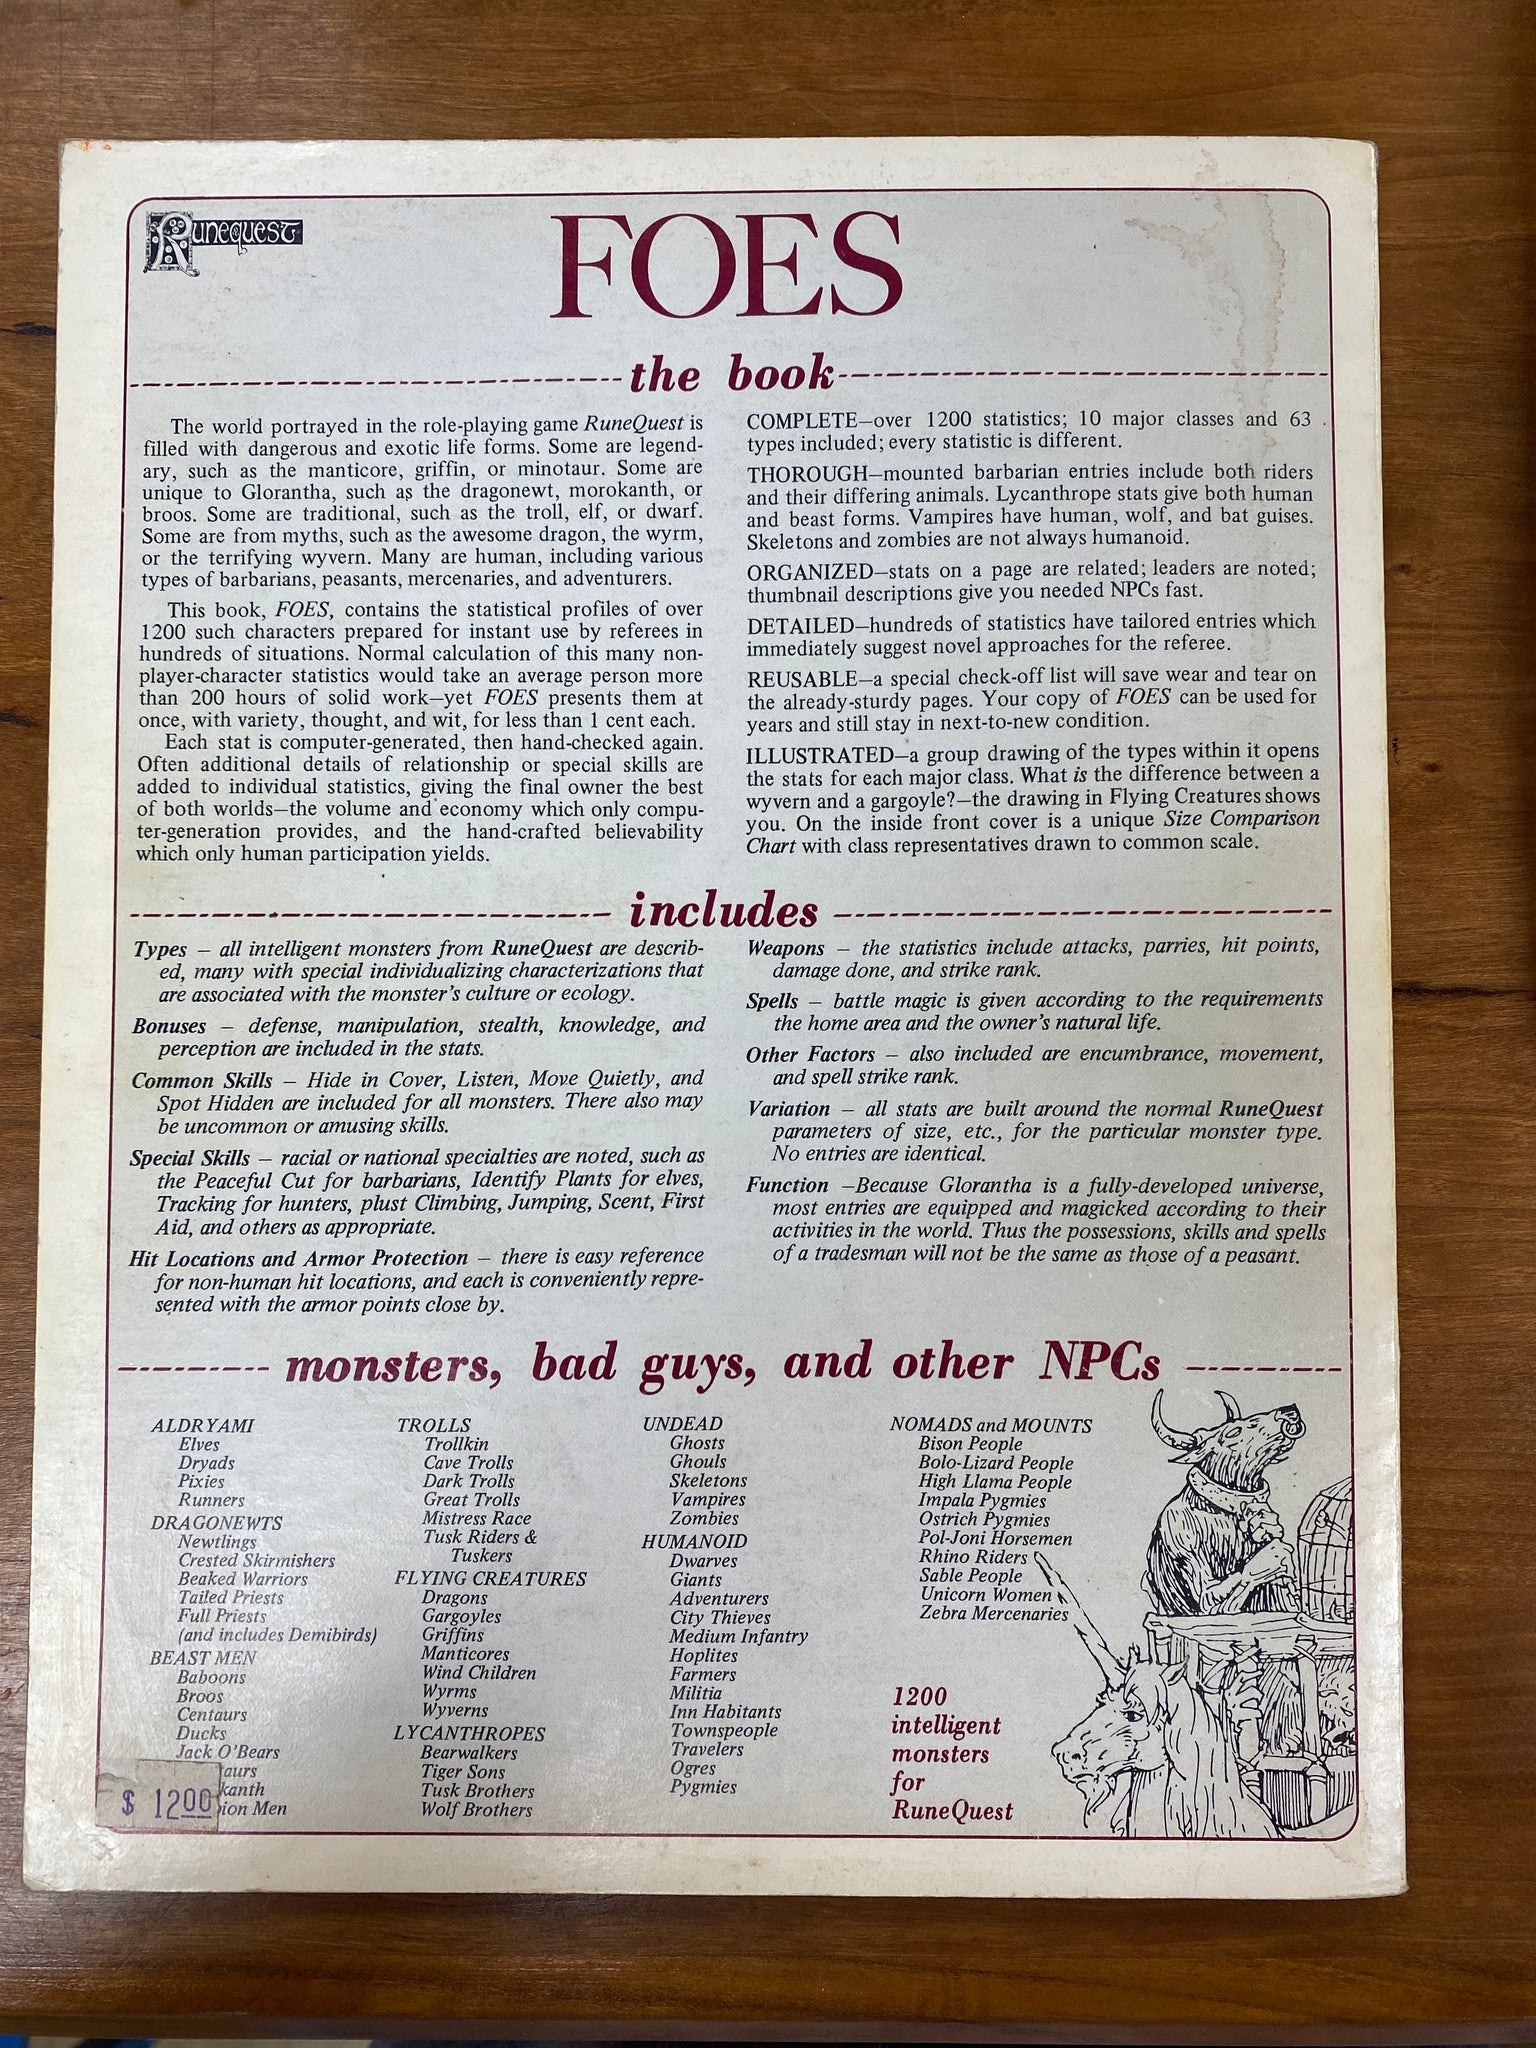 RuneQuest
FOES
the book
The world portrayed in the role-playing game RuneQuest is
filled with dangerous and exotic life forms. Some are legend-
ary, such as the manticore, griffin, or minotaur. Some are
unique to Glorantha, such as the dragonewt, morokanth, or
broos. Some are traditional, such as the troll, elf, or dwarf.
Some are from myths, such as the awesome dragon, the wyrm,
or the terrifying wyvern. Many are human, including various
types of barbarians, peasants, mercenaries, and adventurers.
This book, FOES, contains the statistical profiles of over
1200 such characters prepared for instant use by referees in
hundreds of situations. Normal calculation of this many non-
player-character statistics would take an average person more
than 200 hours of solid work—yet FOES presents them at
once, with variety, thought, and wit, for less than 1 cent each.
Each stat is computer-generated, then hand-checked again.
Often additional details of relationship or special skills are
added to individual statistics, giving the final owner the best
of both worlds—the volume and economy which only compu-
ter-generation provides, and the hand-crafted believability
which only human participation yields.
COMPLETE—over 1200 statistics; 10 major classes and 63
types included; every statistic is different.
THOROUGH—mounted barbarian entries include both riders
and their differing animals. Lycanthrope stats give both human
and beast forms. Vampires have human, wolf, and bat guises.
Skeletons and zombies are not always humanoid.
ORGANIZED—stats on a page are related; leaders are noted;
thumbnail descriptions give you needed NPCs fast.
DETAILED—hundreds of statistics have tailored entries which
immediately suggest novel approaches for the referee.
REUSABLE—a special check-off list will save wear and tear on
the already-sturdy pages. Your copy of FOES can be used for
years and still stay in next-to-new condition.
ILLUSTRATED—a group drawing of the types within it opens
the stats for each major class. What is the difference between a
wyvern and a gargoyle?—the drawing in Flying Creatures shows
you. On the inside front cover is a unique Size Comparison
Chart with class representatives drawn to common scale.
includes
Types — all intelligent monsters from RuneQuest are describ-
ed, many with special individualizing characterizations that
are associated with the monster's culture or ecology.
Bonuses — defense, manipulation, stealth, knowledge, and
perception are included in the stats.
Common Skills — Hide in Cover, Listen, Move Quietly, and
Spot Hidden are included for all monsters. There also may
be uncommon or amusing skills.
Special Skills — racial or national specialties are noted, such as
the Peaceful Cut for barbarians, Identify Plants for elves,
Tracking for hunters, plust Climbing, Jumping, Scent, First
Aid, and others as appropriate.
Hit Locations and Armor Protection — there is easy reference
for non-human hit locations, and each is conveniently repre-
sented with the armor points close by.
Weapons — the statistics include attacks, parries, hit points,
damage done, and strike rank.
Spells — battle magic is given according to the requirements
the home area and the owner's natural life.
Other Factors — also included are encumbrance, movement,
and spell strike rank.
Variation — all stats are built around the normal RuneQuest
parameters of size, etc., for the particular monster type.
No entries are identical.
Function —Because Glorantha is a fully-developed universe,
most entries are equipped and magicked according to their
activities in the world. Thus the possessions, skills and spells
of a tradesman will not be the same as those of a peasant.
monsters, bad guys, and other NPCs
ALDRYAMI
Elves
Dryads
Pixies
Runners
DRAGONEWTS
Newtlings
Crested Skirmishers
Beaked Warriors
Tailed Priests
Full Priests
(and includes Demibirds)
BEAST MEN
Baboons
Broos
Centaurs
Ducks
Jack O'Bears
aurs
kanth
ion Men
$ 12.00
TROLLS
Trollkin
Cave Trolls
Dark Trolls
Great Trolls
Mistress Race
Tusk Riders &
Tuskers
FLYING CREATURES
Dragons
Gargoyles
Griffins
Manticores
Wind Children
Wyrms
Wyverns
LYCANTHROPES
Bearwalkers
Tiger Sons
Tusk Brothers
Wolf Brothers
UNDEAD
Ghosts
Ghouls
Skeletons
Vampires
Zombies
HUMANOID
Dwarves
Giants
Adventurers
City Thieves
Medium Infantry
Hoplites
Farmers
Militia
Inn Habitants
Townspeople
Travelers
Ogres
Pygmies
NOMADS and MOUNTS
Bison People
Bolo-Lizard People
High Llama People
Impala Pygmies
Ostrich Pygmies
Pol-Joni Horsemen
Rhino Riders
Sable People
Unicorn Women
Zebra Mercenaries
1200
intelligent
monsters
for
RuneQuest